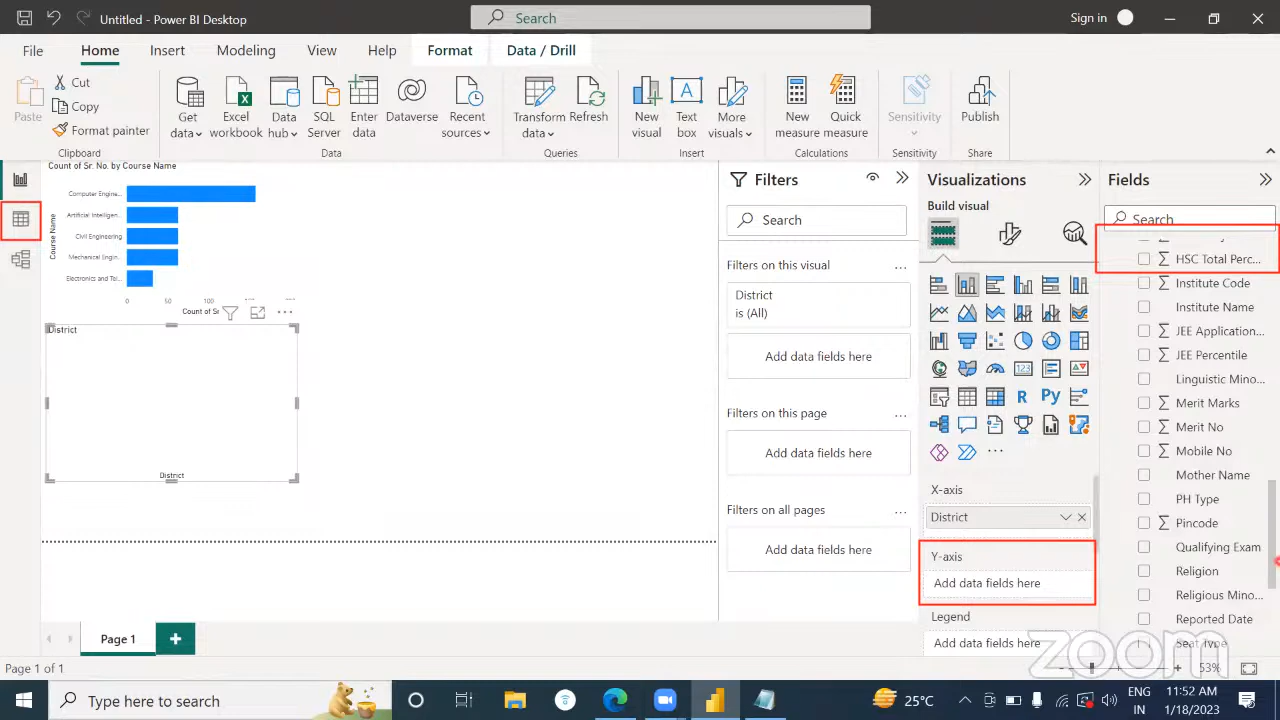 Untitled - Power BI Desktop
Search
Sign in
File
Home
Insert
Modeling
View
Help
Format
Data / Drill
Paste
Cut
Copy
Format painter
Clipboard
Get data
Excel workbook
Data hub
SQL Server
Enter data
Dataverse
Recent sources
Data
Transform data
Refresh
Queries
New visual
Text box
More visuals
Insert
New measure
Quick measure
Calculations
Sensitivity
Sensitivity
Publish
Share
Count of Sr. No. by Course Name
Course Name
Computer Engine...
Artificial Intelligen...
Civil Engineering
Mechanical Engin...
Electronics and Tel...
0
50
100
Count of Sr
District
District
Filters
Search
Filters on this visual
...
District
is (All)
Add data fields here
Filters on this page
...
Add data fields here
Filters on all pages
...
Add data fields here
Visualizations
Build visual
123
R
Py
...
X-axis
District
Y-axis
Add data fields here
Legend
Add data fields here
Fields
Search
HSC Total Perc...
Institute Code
Institute Name
JEE Application...
JEE Percentile
Linguistic Mino...
Merit Marks
Merit No
Mobile No
Mother Name
PH Type
Pincode
Qualifying Exam
Religion
Religious Mino...
Reported Date
Seat Type
zoom
Page 1
+
Page 1 of 1
- + 53%
Type here to search
25°C
ENG
IN
11:52 AM
1/18/2023